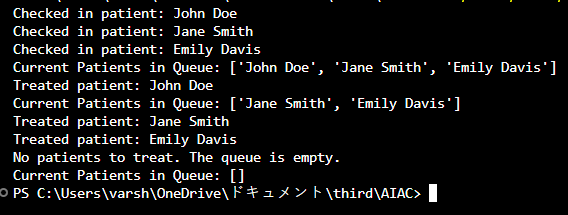 Checked in patient: John Doe
Checked in patient: Jane Smith
Checked in patient: Emily Davis
Current Patients in Queue: ['John Doe', 'Jane Smith', 'Emily Davis']
Treated patient: John Doe
Current Patients in Queue: ['Jane Smith', 'Emily Davis']
Treated patient: Jane Smith
Treated patient: Emily Davis
No patients to treat. The queue is empty.
Current Patients in Queue: []
PS C:\Users\varsh\OneDrive\ドキュメント\third\AIAC>